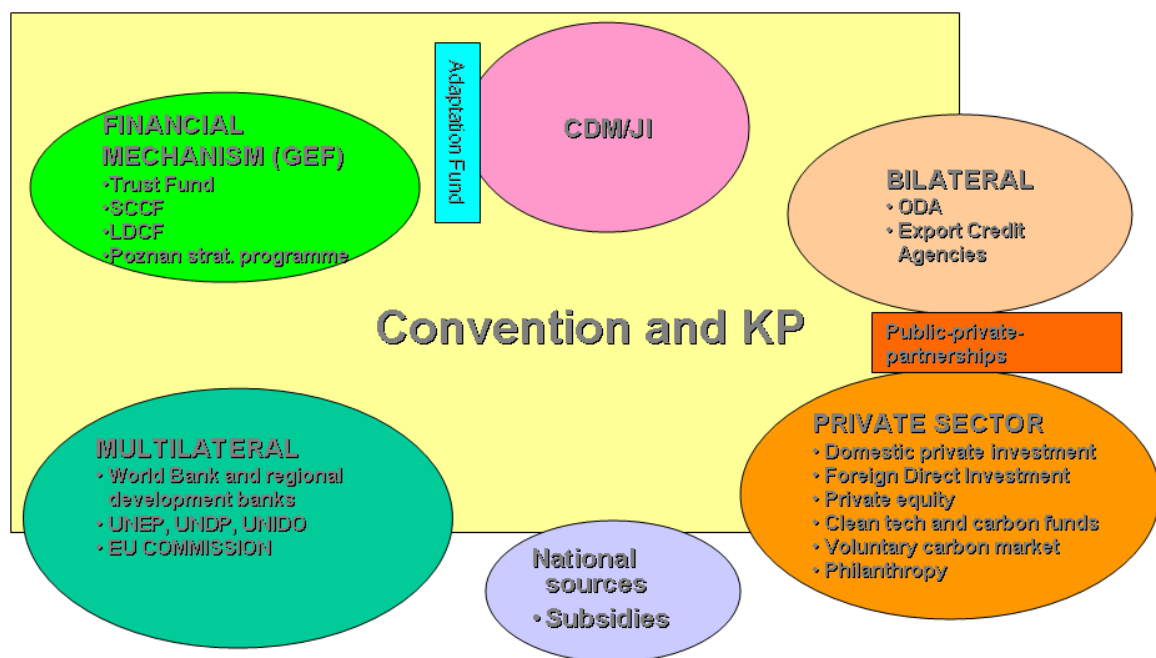 Adaptation Fund
CDM/JI
FINANCIAL
MECHANISM (GEF)
•Trust Fund
•SCCF
•LDCF
•Poznan strat. programme
BILATERAL
• ODA
• Export Credit
Agencies
Convention and KP
Public-private-
partnerships
MULTILATERAL
• World Bank and regional
development banks
• UNEP, UNDP, UNIDO
• EU COMMISSION
PRIVATE SECTOR
• Domestic private investment
• Foreign Direct Investment
• Private equity
• Clean tech and carbon funds
• Voluntary carbon market
• Philanthropy
National
sources
• Subsidies